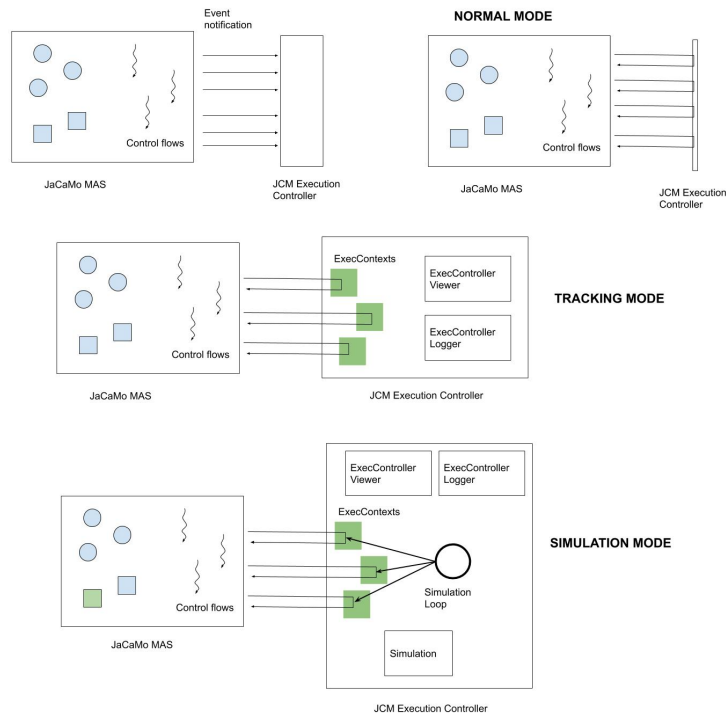 Event
notification
NORMAL MODE
Control flows
JaCaMo MAS
JCM Execution
Controller
Control flows
JaCaMo MAS
JCM Execution
Controller
ExecContexts
ExecController
Viewer
ExecController
Logger
TRACKING MODE
Control flows
JaCaMo MAS
JCM Execution Controller
ExecController
Viewer
ExecController
Logger
ExecContexts
SIMULATION MODE
Simulation
Loop
Control flows
JaCaMo MAS
Simulation
JCM Execution Controller